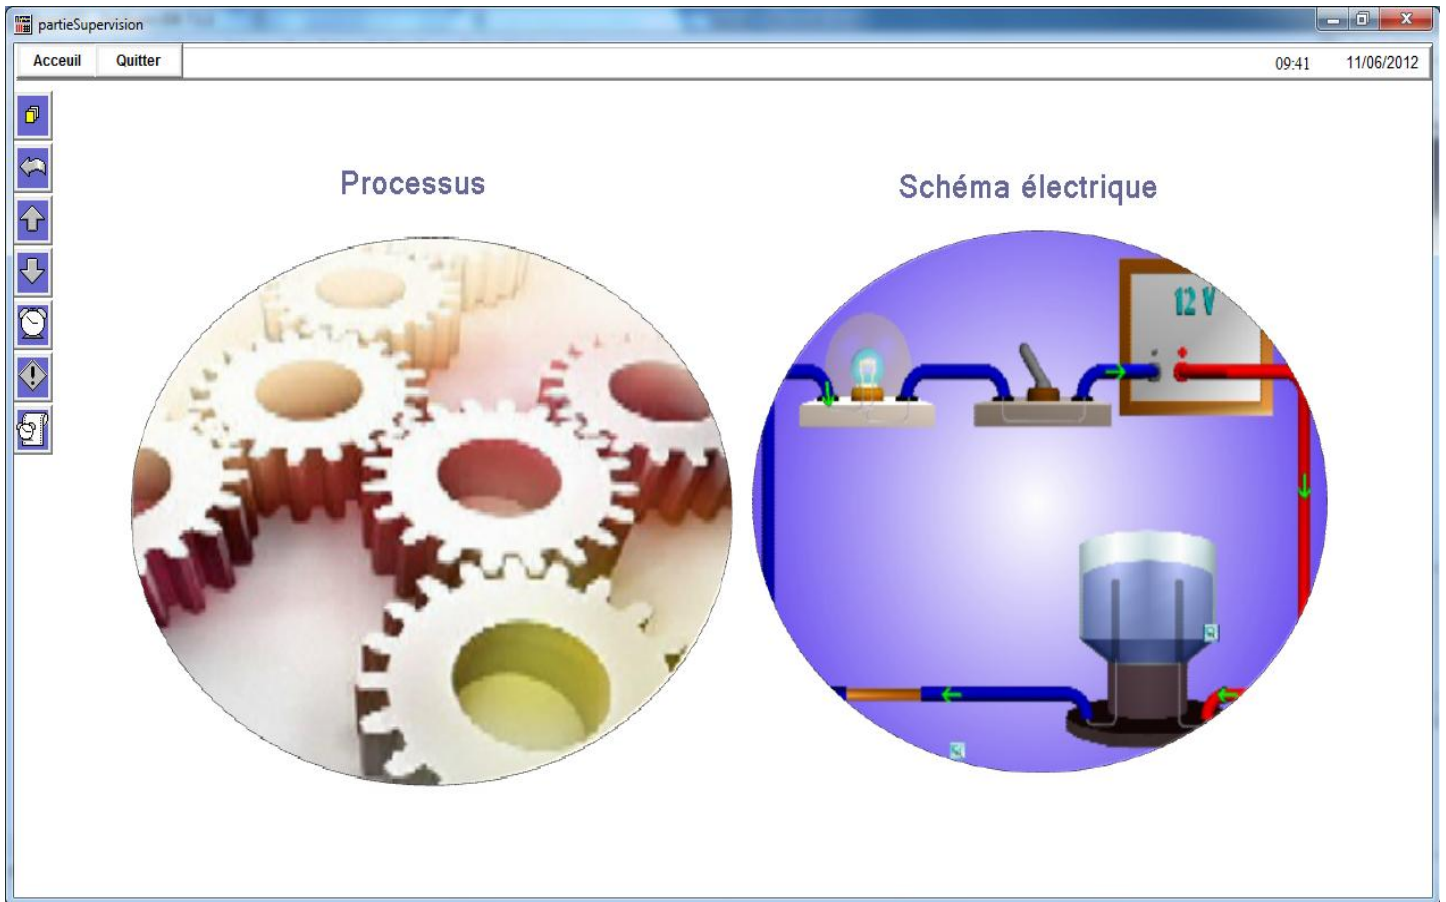 partieSupervision
Acceuil Quitter 09:41 11/06/2012
Processus
Schéma électrique
12 V
- +